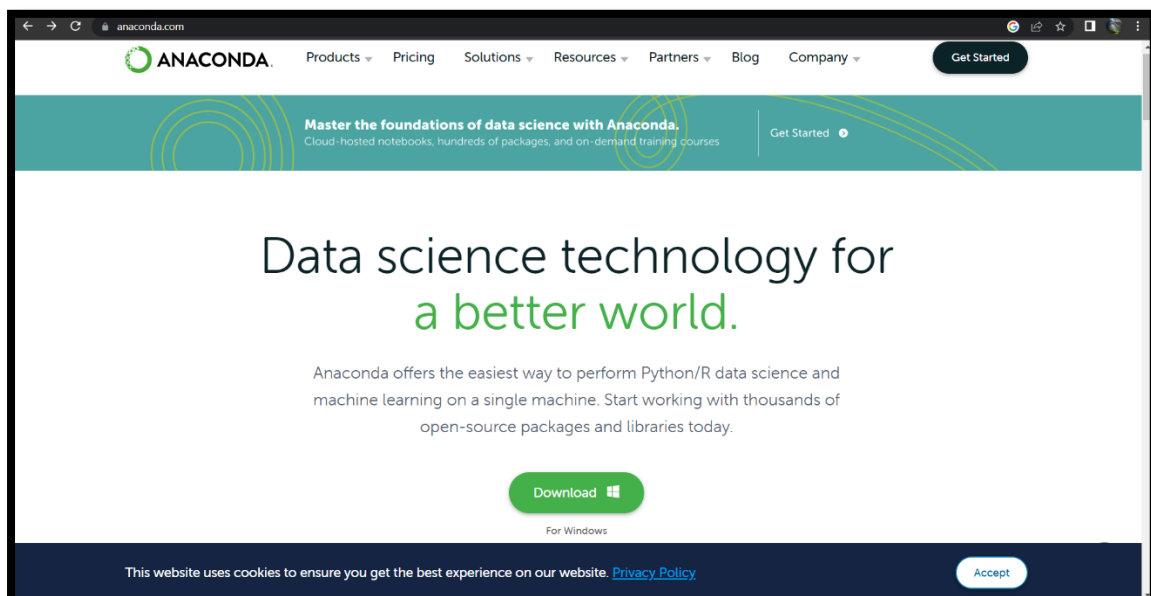 anaconda.com
ANACONDA.
Products Pricing Solutions Resources Partners Blog Company Get Started
Master the foundations of data science with Anaconda.
Cloud-hosted notebooks, hundreds of packages, and on-demand training courses
Get Started
Data science technology for
a better world.
Anaconda offers the easiest way to perform Python/R data science and
machine learning on a single machine. Start working with thousands of
open-source packages and libraries today.
Download
For Windows
This website uses cookies to ensure you get the best experience on our website. Privacy Policy
Accept